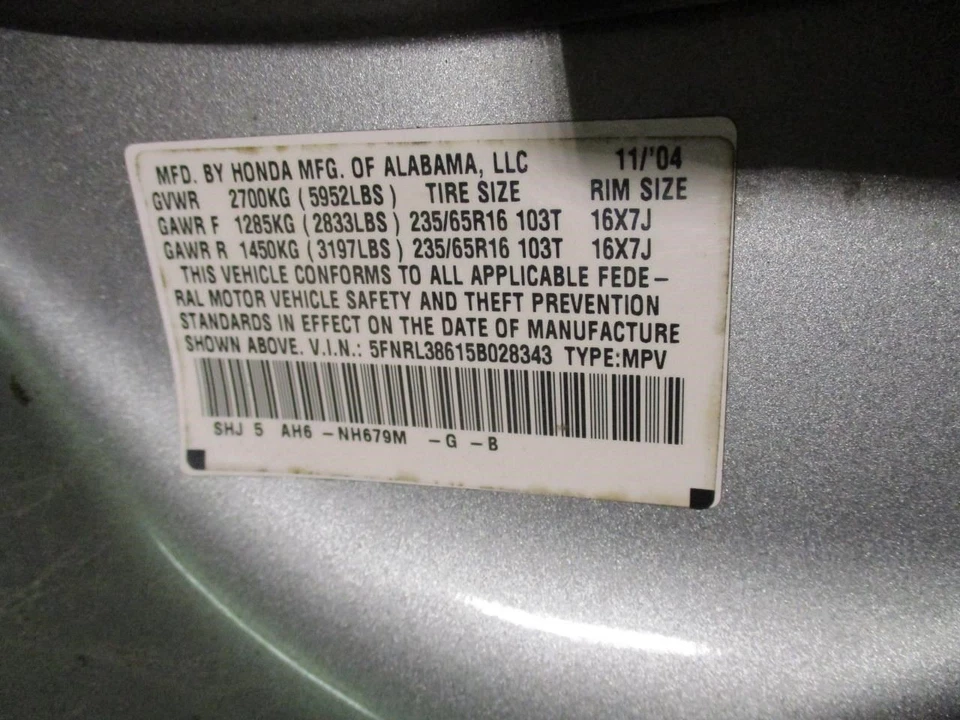 MFD. BY HONDA MFG. OF ALABAMA, LLC 11/'04
GVWR 2700KG (5952LBS) TIRE SIZE RIM SIZE
GAWR F 1285KG (2833LBS) 235/65R16 103T 16X7J
GAWR R 1450KG (3197LBS) 235/65R16 103T 16X7J
THIS VEHICLE CONFORMS TO ALL APPLICABLE FEDE-
RAL MOTOR VEHICLE SAFETY AND THEFT PREVENTION
STANDARDS IN EFFECT ON THE DATE OF MANUFACTURE
SHOWN ABOVE. V.I.N.: 5FNRL38615B028343 TYPE:MPV
SHJ 5 AH6 -NH679M -G -B